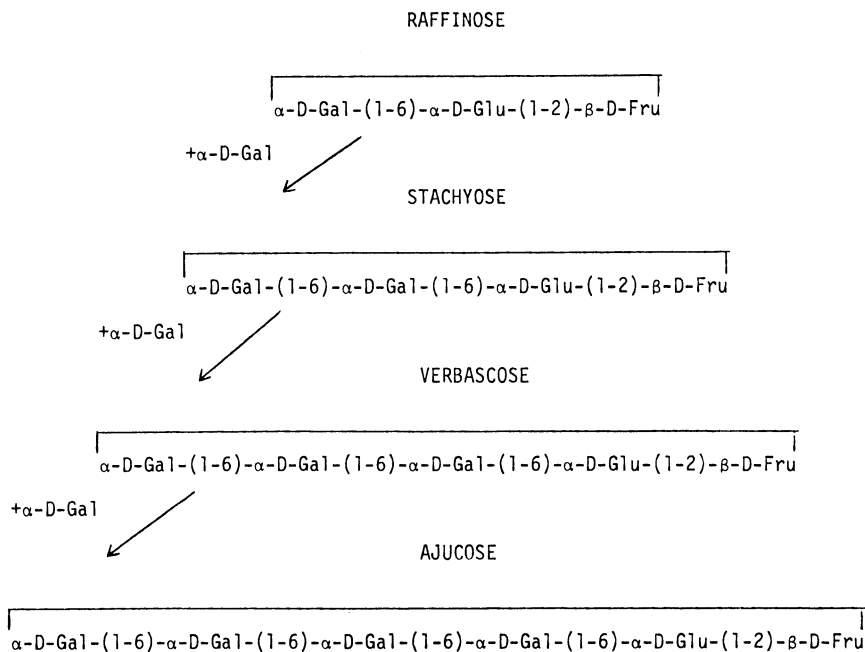 RAFFINOSE
α-D-Gal-(1-6)-α-D-Glu-(1-2)-β-D-Fru
+α-D-Gal
STACHYOSE
α-D-Gal-(1-6)-α-D-Gal-(1-6)-α-D-Glu-(1-2)-β-D-Fru
+α-D-Gal
VERBASCOSE
α-D-Gal-(1-6)-α-D-Gal-(1-6)-α-D-Gal-(1-6)-α-D-Glu-(1-2)-β-D-Fru
+α-D-Gal
AJUCOSE
α-D-Gal-(1-6)-α-D-Gal-(1-6)-α-D-Gal-(1-6)-α-D-Gal-(1-6)-α-D-Glu-(1-2)-β-D-Fru